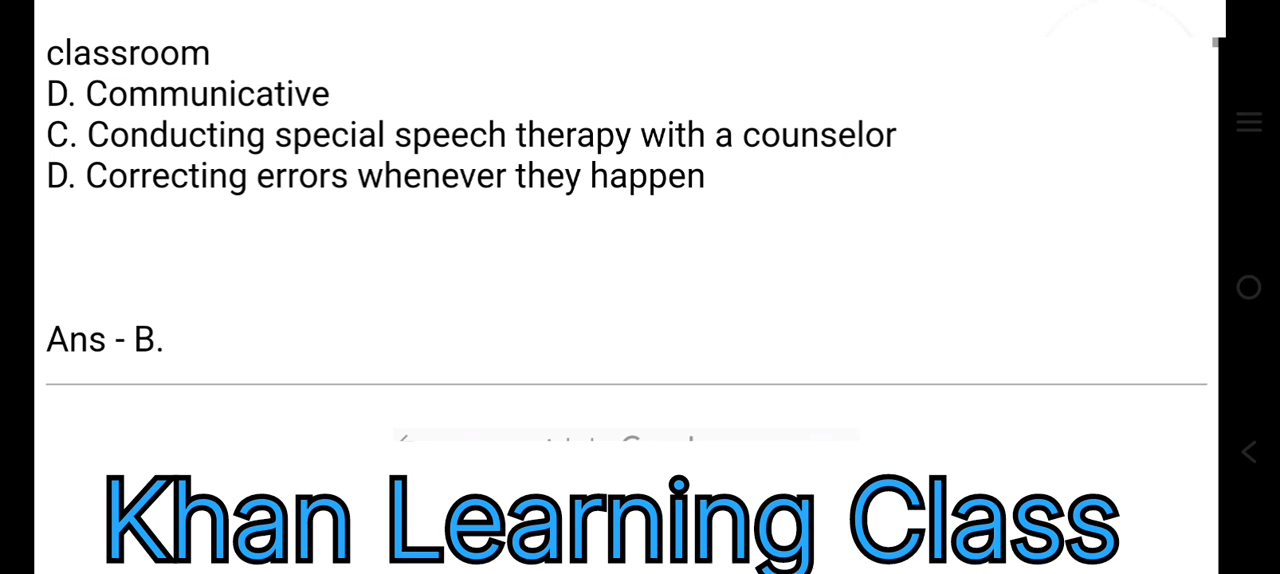 classroom
D. Communicative
C. Conducting special speech therapy with a counselor
D. Correcting errors whenever they happen
Ans - B.
Khan Learning Class